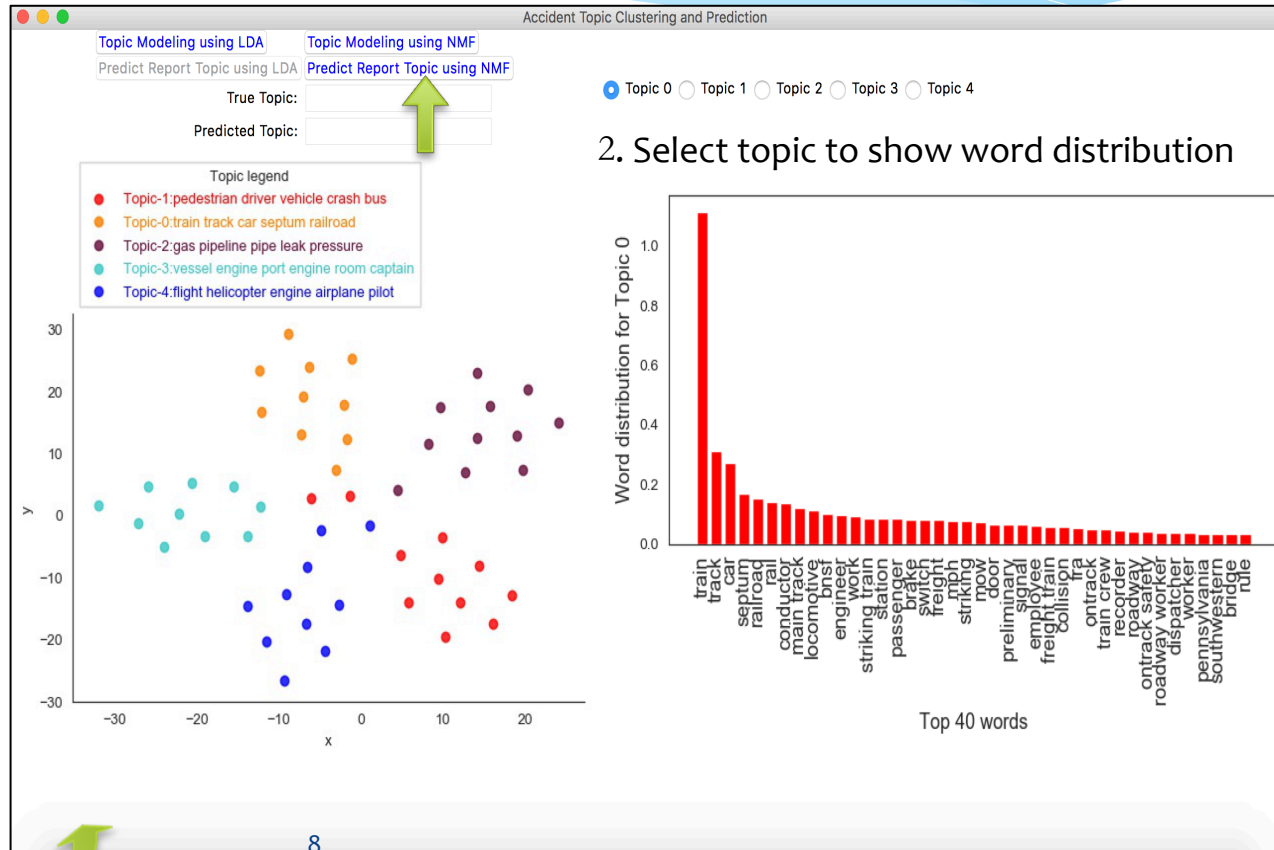 Accident Topic Clustering and Prediction
Topic Modeling using LDA Topic Modeling using NMF
Predict Report Topic using LDA Predict Report Topic using NMF
True Topic:
Predicted Topic:
Topic 0 Topic 1 Topic 2 Topic 3 Topic 4
2. Select topic to show word distribution
Topic legend
Topic-1:pedestrian driver vehicle crash bus
Topic-0:train track car septum railroad
Topic-2:gas pipeline pipe leak pressure
Topic-3:vessel engine port engine room captain
Topic-4:flight helicopter engine airplane pilot
30
20
10
0
−10
−20
−30
y
−30 −20 −10 0 10 20
x
Word distribution for Topic 0
1.0
0.8
0.6
0.4
0.2
0.0
train
track
car
septum
railroad
rail
conductor
main track
locomotive
bnsf
engineery
work
striking train
station
passenger
brake
switch
freight
mph
striking
mow
door
preliminary
signal
employee
freight train
collision
fra
ontrack
train crew
recorder
roadway
ontrack safety
roadway worker
dispatcher
worker
pennsylvania
southwestern
bridge
rule
Top 40 words
8